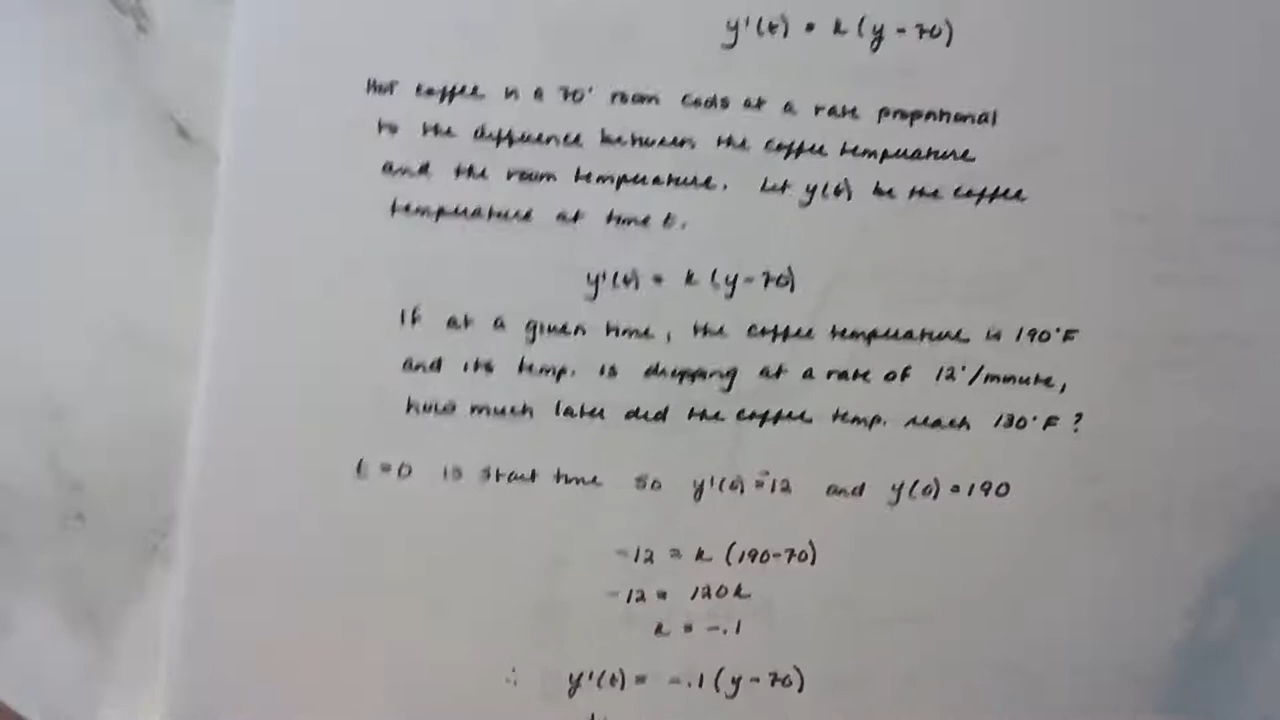 y'(t) = k (y - 70)
Hot coffee in a 70° room cools at a rate proportional
to the difference between the coffee temperature
and the room temperature. Let y(t) be the coffee
temperature at time t.
y'(t) = k (y - 70)
If at a given time, the coffee temperature is 190°F
and its temp. is dropping at a rate of 12°/minute,
how much later did the coffee temp. reach 130°F?
t = 0 is start time so y'(0) = -12 and y(0) = 190
-12 = k (190-70)
-12 = 120k
k = -.1
∴ y'(t) = -.1 (y - 70)